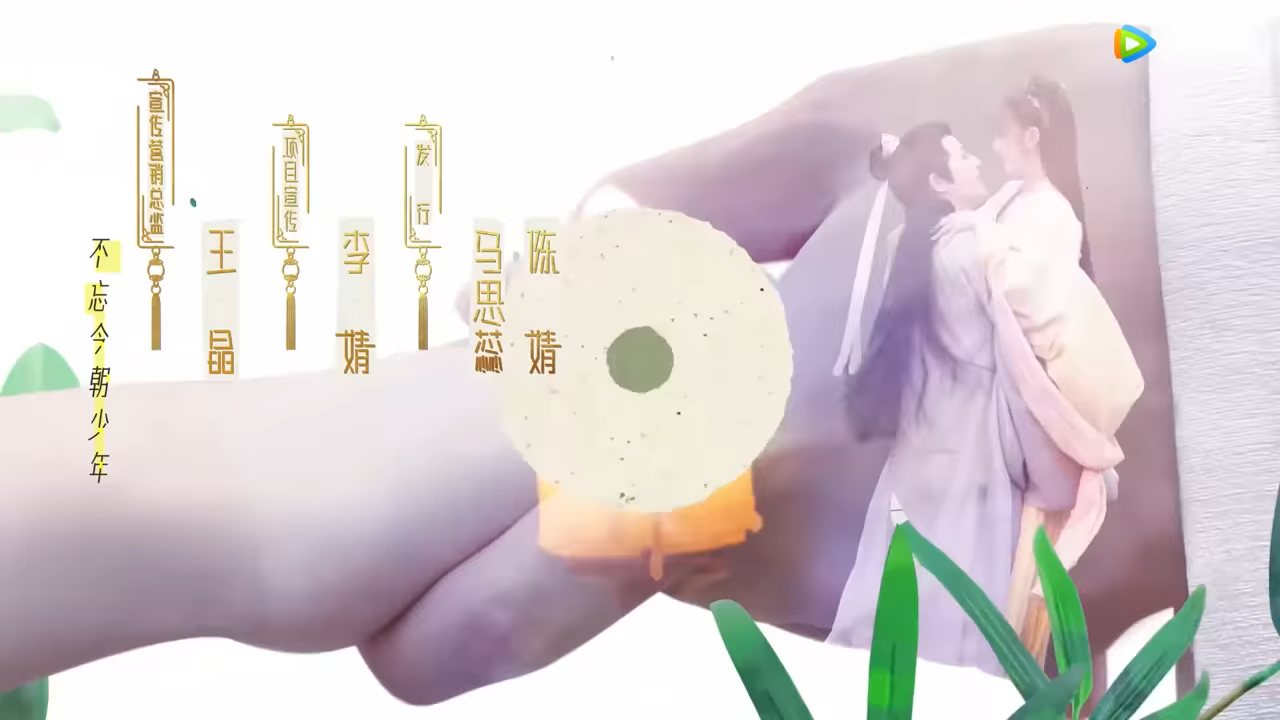 宣传营销总监
王晶
项目宣传
李婧
发行
马思蕊
陈婧
不忘今朝少年